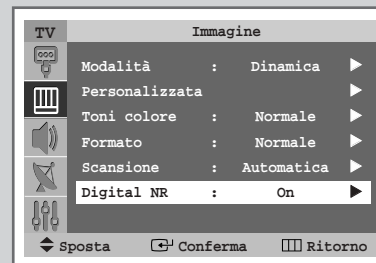 TV Immagine
Modalità : Dinamica
Personalizzata
Toni colore : Normale
Formato : Normale
Scansione : Automatica
Digital NR : On
Sposta Conferma Ritorno